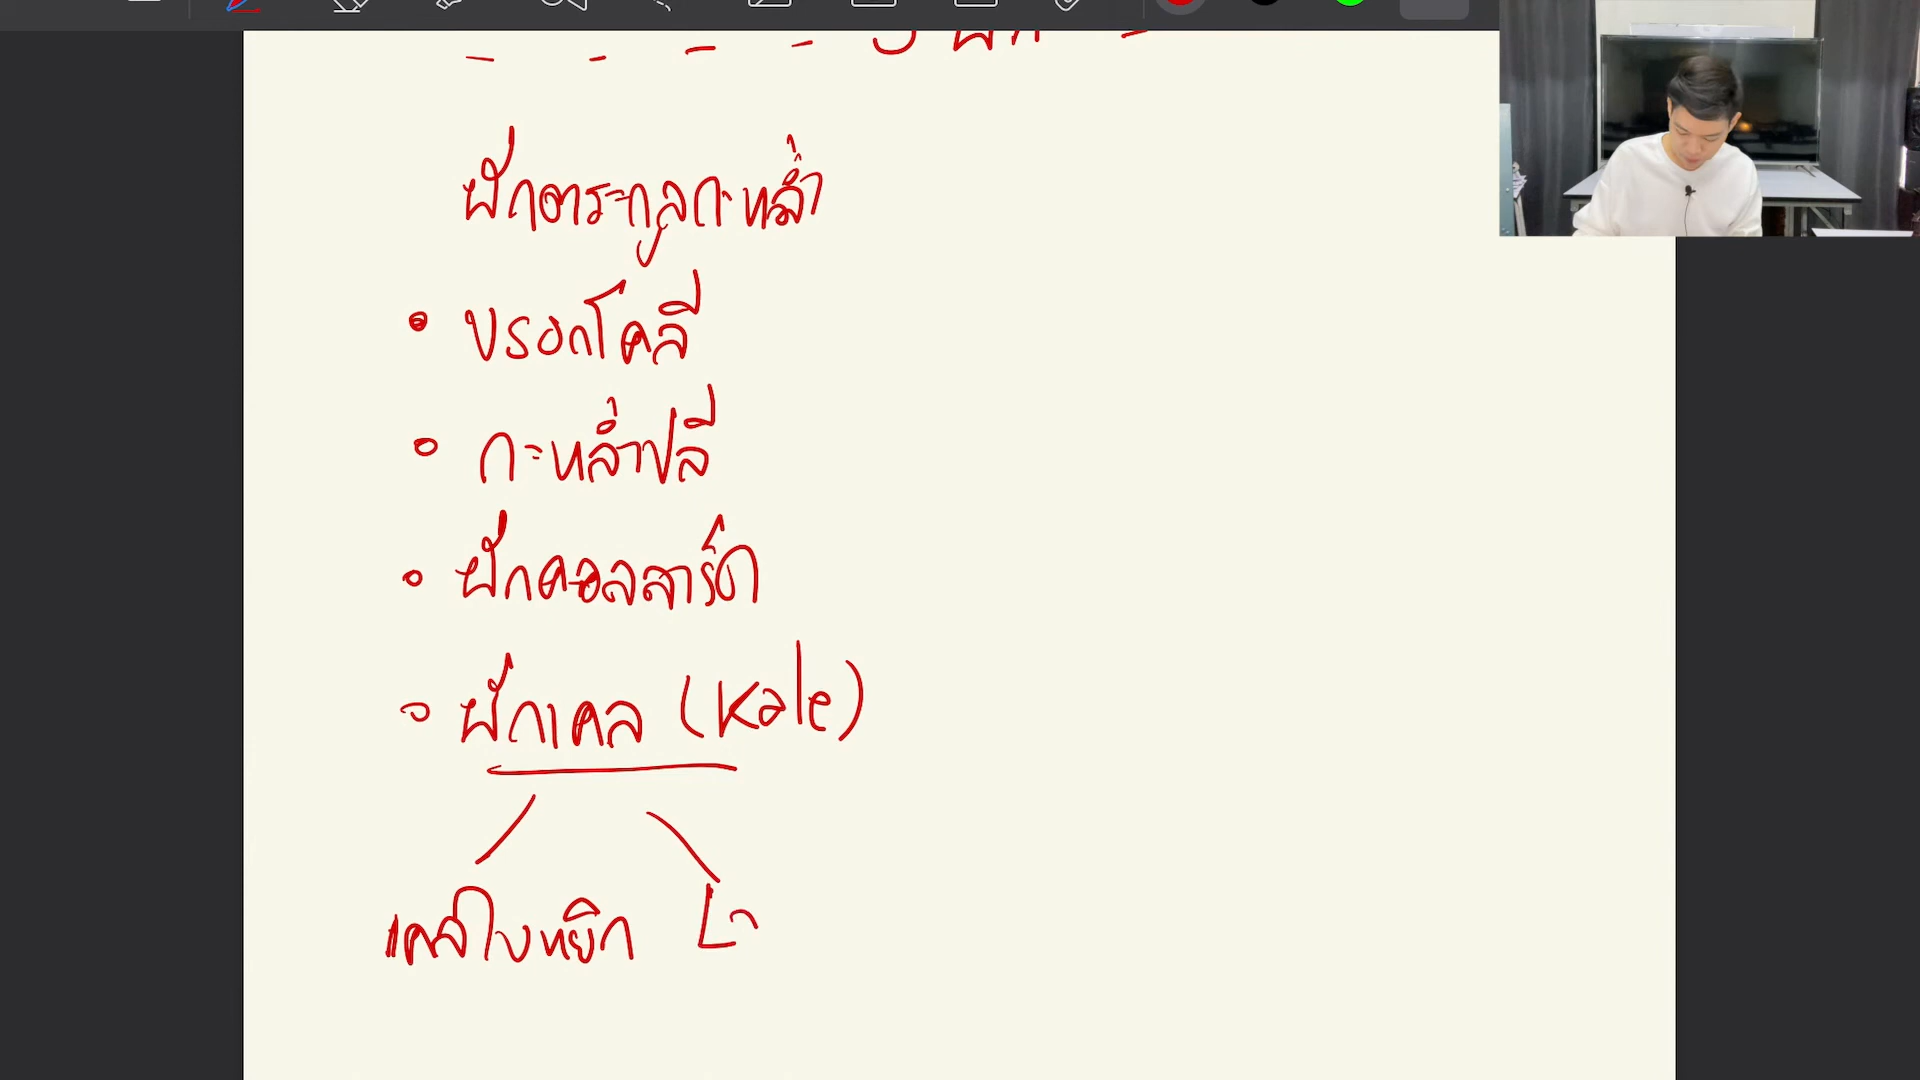 ผักตระกูลกะหล่ำ
บรอกโคลี
กะหล่ำปลี
ผักคอลลาร์ด
ผักเคล (Kale)
เคลใบหยิก